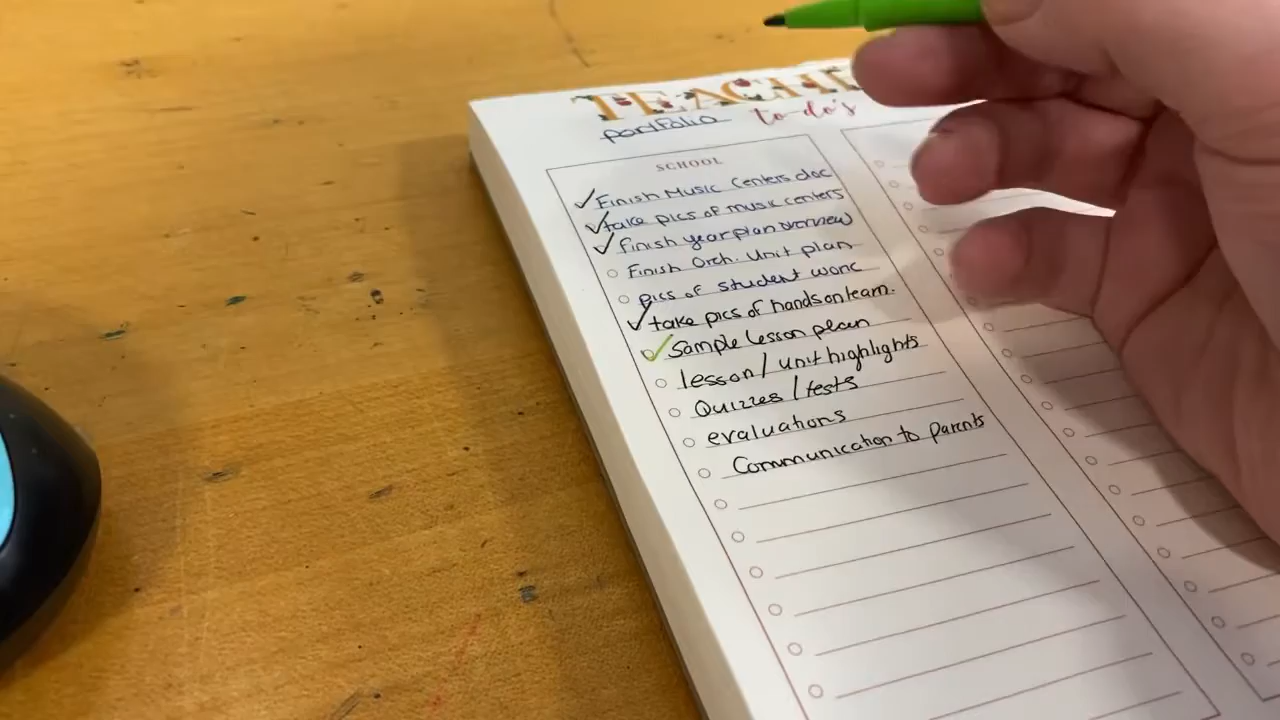 TEACHE
to-do's
portfolio
SCHOOL
Finish Music Centers doc
take pics of music centers
finish year plan overview
Finish Orch. Unit plan
pics of student work
take pics of hands on learn.
Sample lesson plan
lesson/unit highlights
Quizzes/tests
evaluations
Communication to parents